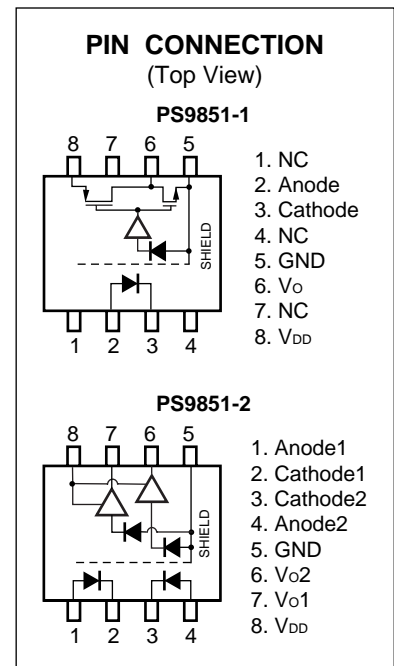 PIN CONNECTION
(Top View)
PS9851-1
8 7 6 5
SHIELD
1 2 3 4
1. NC
2. Anode
3. Cathode
4. NC
5. GND
6. VO
7. NC
8. VDD
PS9851-2
8 7 6 5
SHIELD
1 2 3 4
1. Anode1
2. Cathode1
3. Cathode2
4. Anode2
5. GND
6. VO2
7. VO1
8. VDD